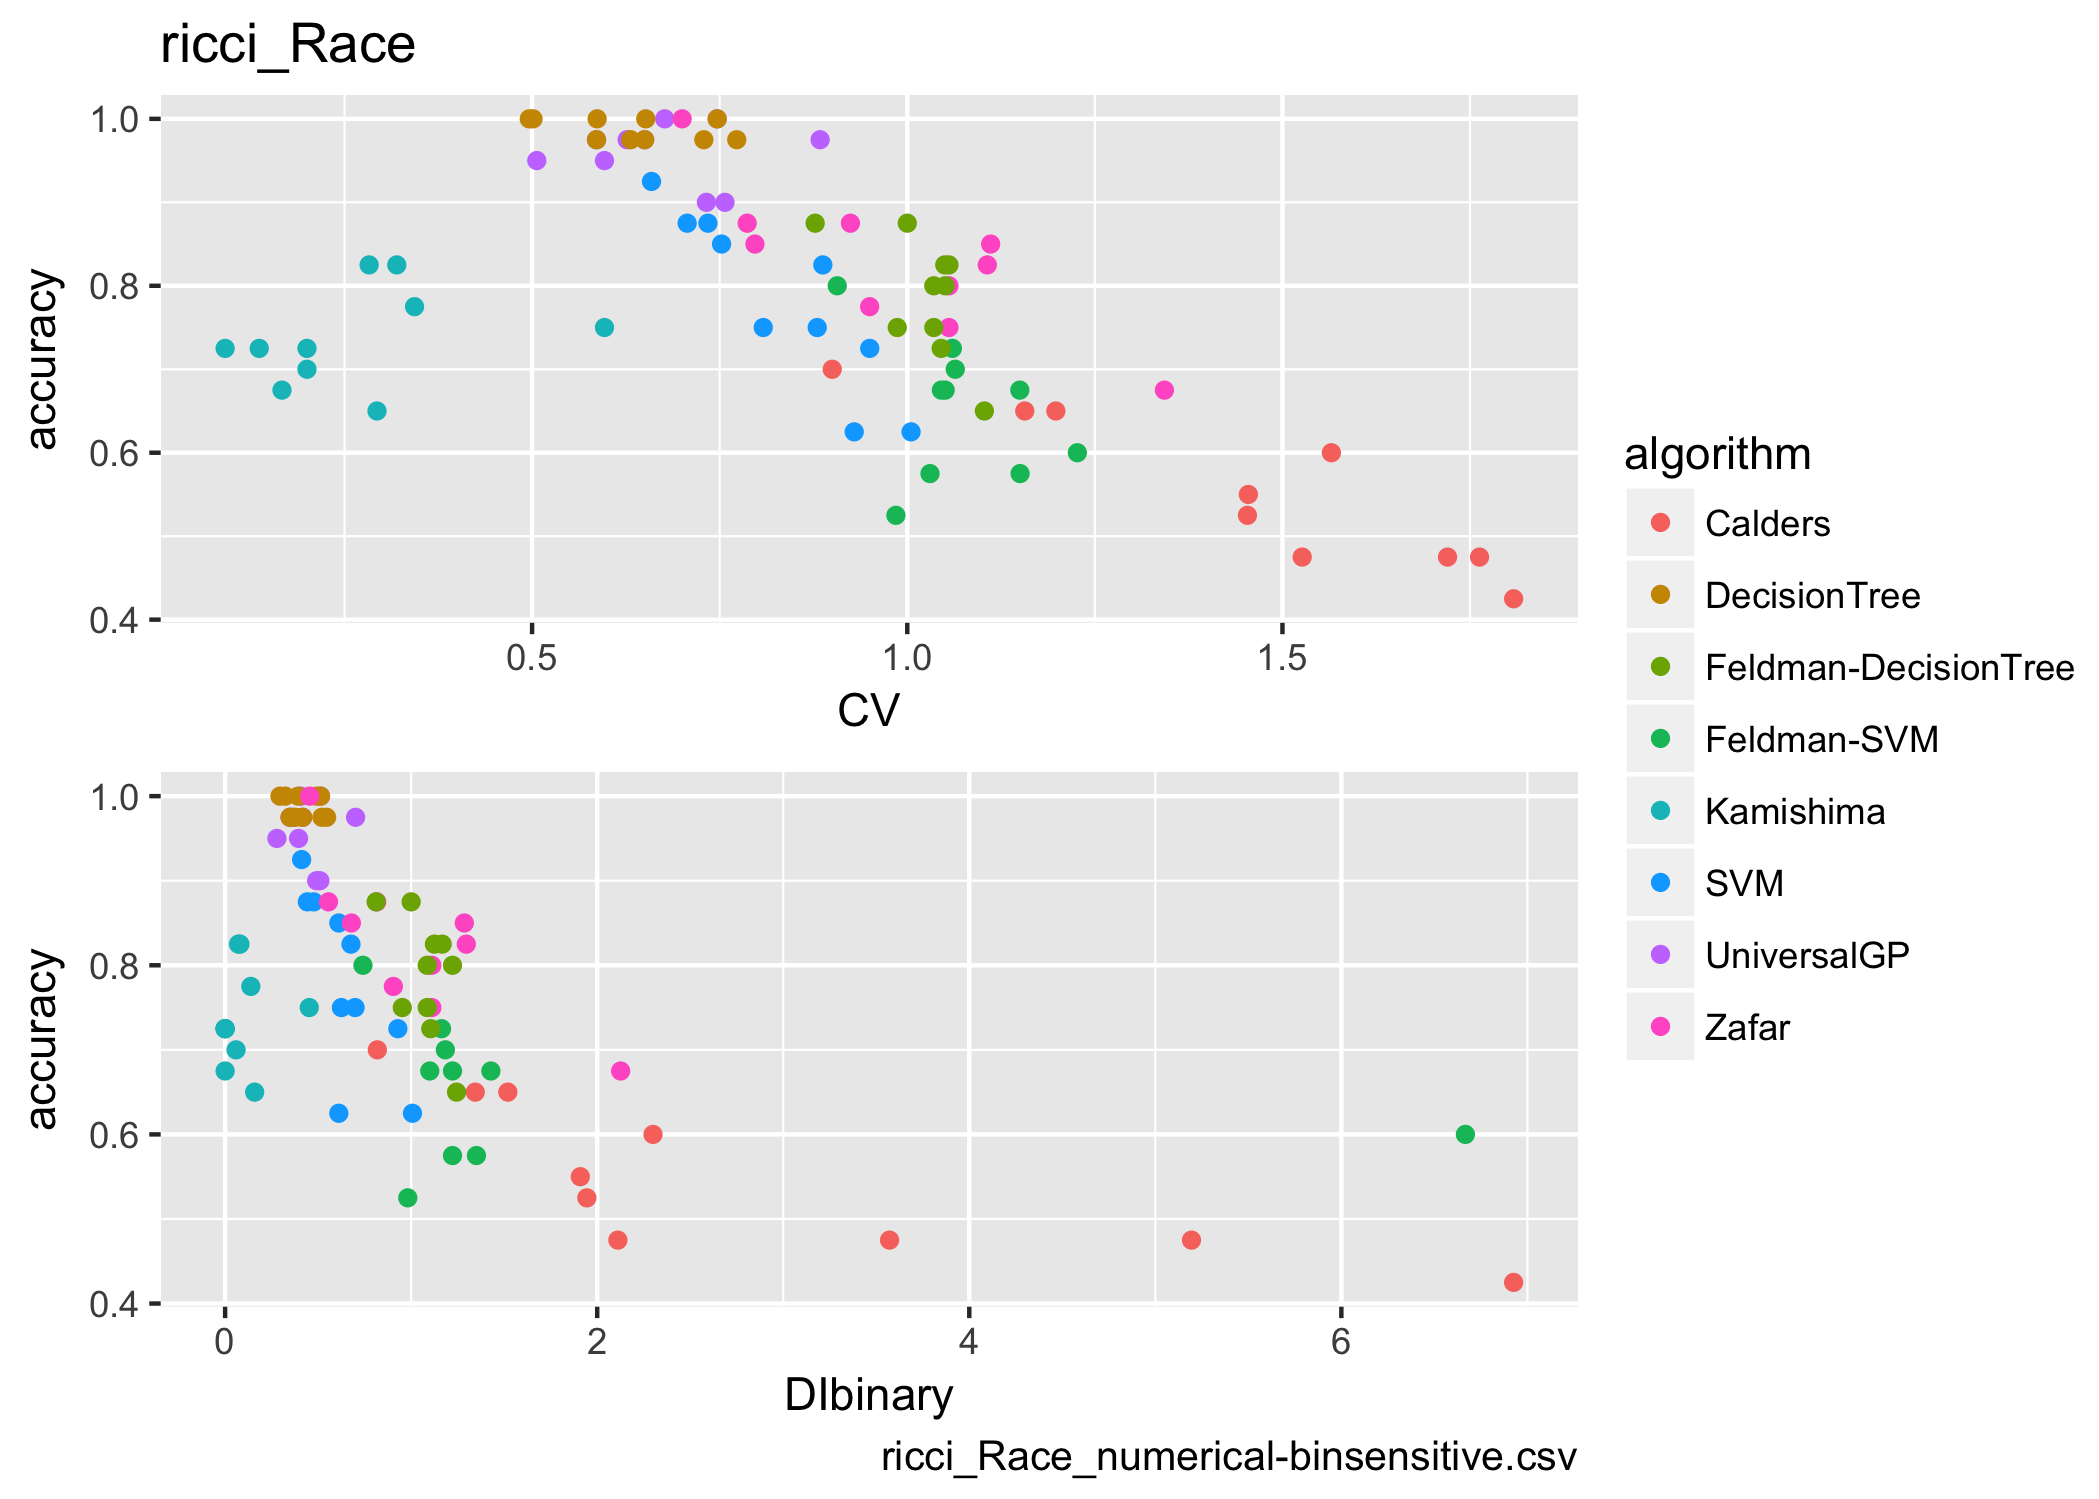 ricci_Race
1.0
0.8
0.6
0.4
accuracy
0.5 1.0 1.5
CV
1.0
0.8
0.6
0.4
accuracy
0 2 4 6
DIbinary
ricci_Race_numerical-binsensitive.csv
algorithm
Calders
DecisionTree
Feldman-DecisionTree
Feldman-SVM
Kamishima
SVM
UniversalGP
Zafar